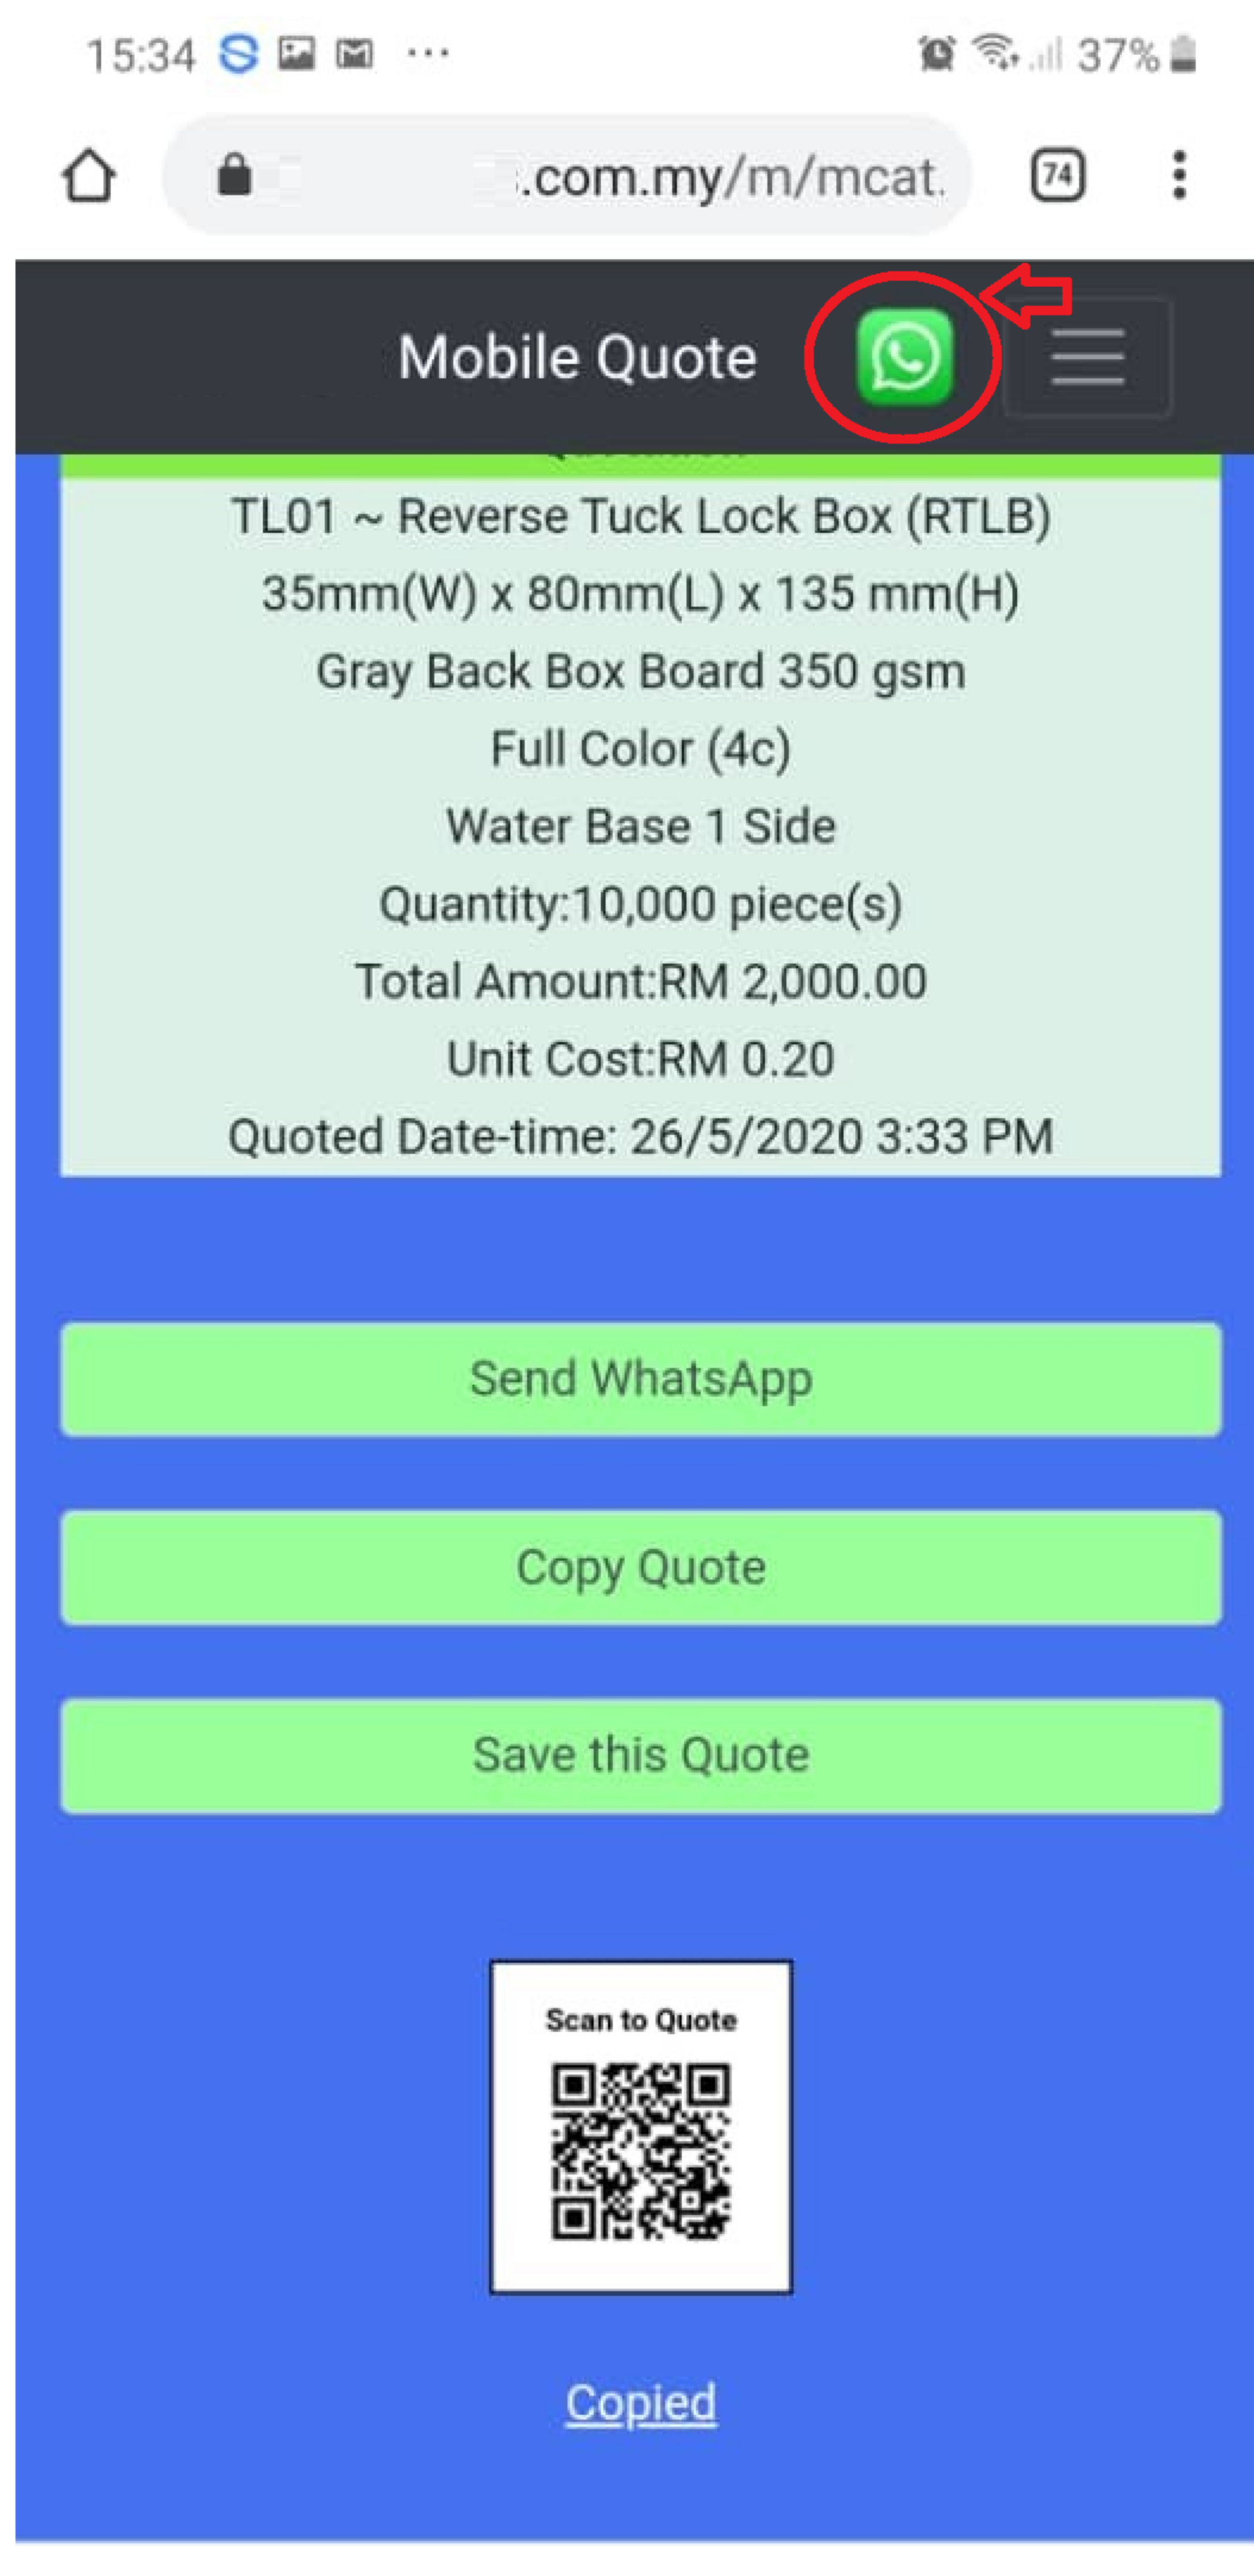 15:34
37%
.com.my/m/mcat.
74
Mobile Quote
TL01 ~ Reverse Tuck Lock Box (RTLB)
35mm(W) x 80mm(L) x 135 mm(H)
Gray Back Box Board 350 gsm
Full Color (4c)
Water Base 1 Side
Quantity:10,000 piece(s)
Total Amount:RM 2,000.00
Unit Cost:RM 0.20
Quoted Date-time: 26/5/2020 3:33 PM
Send WhatsApp
Copy Quote
Save this Quote
Scan to Quote
Copied